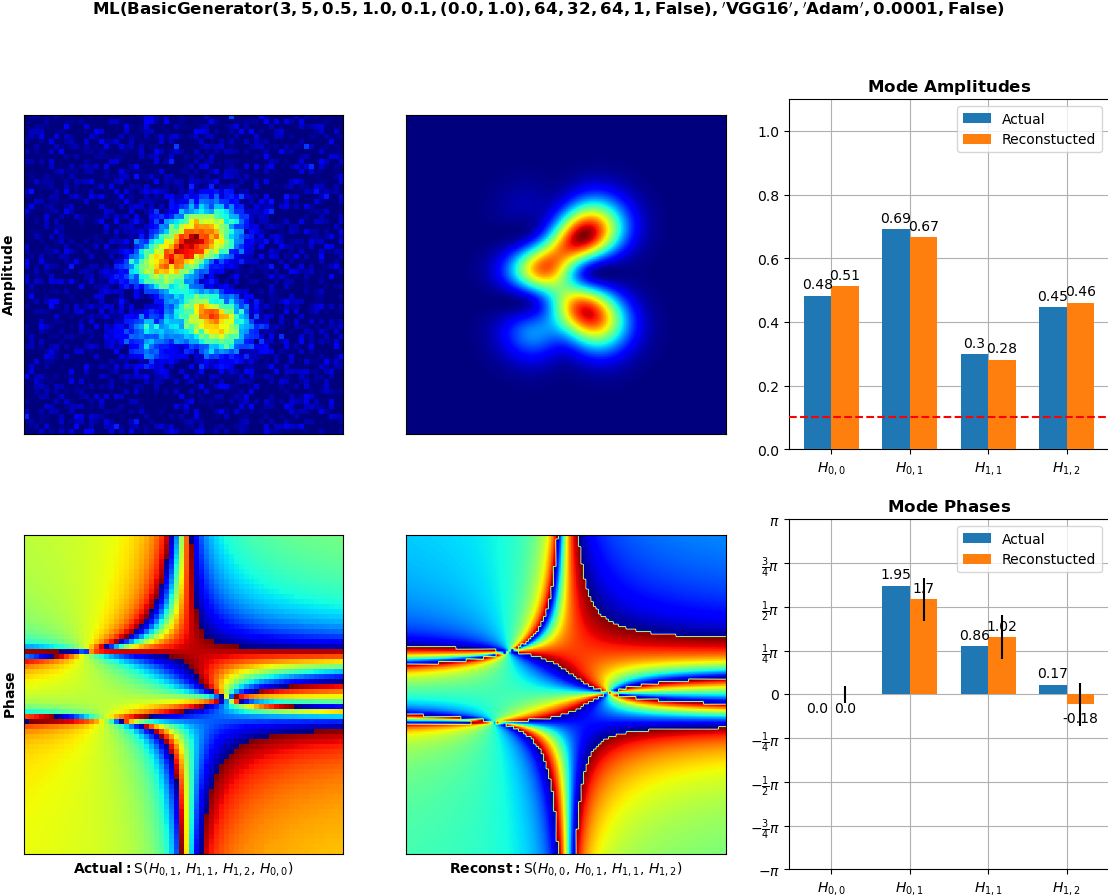 ML(BasicGenerator(3, 5, 0.5, 1.0, 0.1, (0.0, 1.0), 64, 32, 64, 1, False), ′VGG16′, ′Adam′, 0.0001, False)
Amplitude
Mode Amplitudes
Actual
Reconstucted
1.0
0.8
0.6
0.4
0.2
0.0
0.48
0.51
0.69
0.67
0.3
0.28
0.45
0.46
H0,0
H0,1
H1,1
H1,2
Phase
Actual: S(H0,1, H1,1, H1,2, H0,0)
Reconst: S(H0,0, H0,1, H1,1, H1,2)
Mode Phases
Actual
Reconstucted
π
3/4π
1/2π
1/4π
0
−1/4π
−1/2π
−3/4π
−π
0.0
0.0
1.95
1.7
0.86
1.02
0.17
-0.18
H0,0
H0,1
H1,1
H1,2